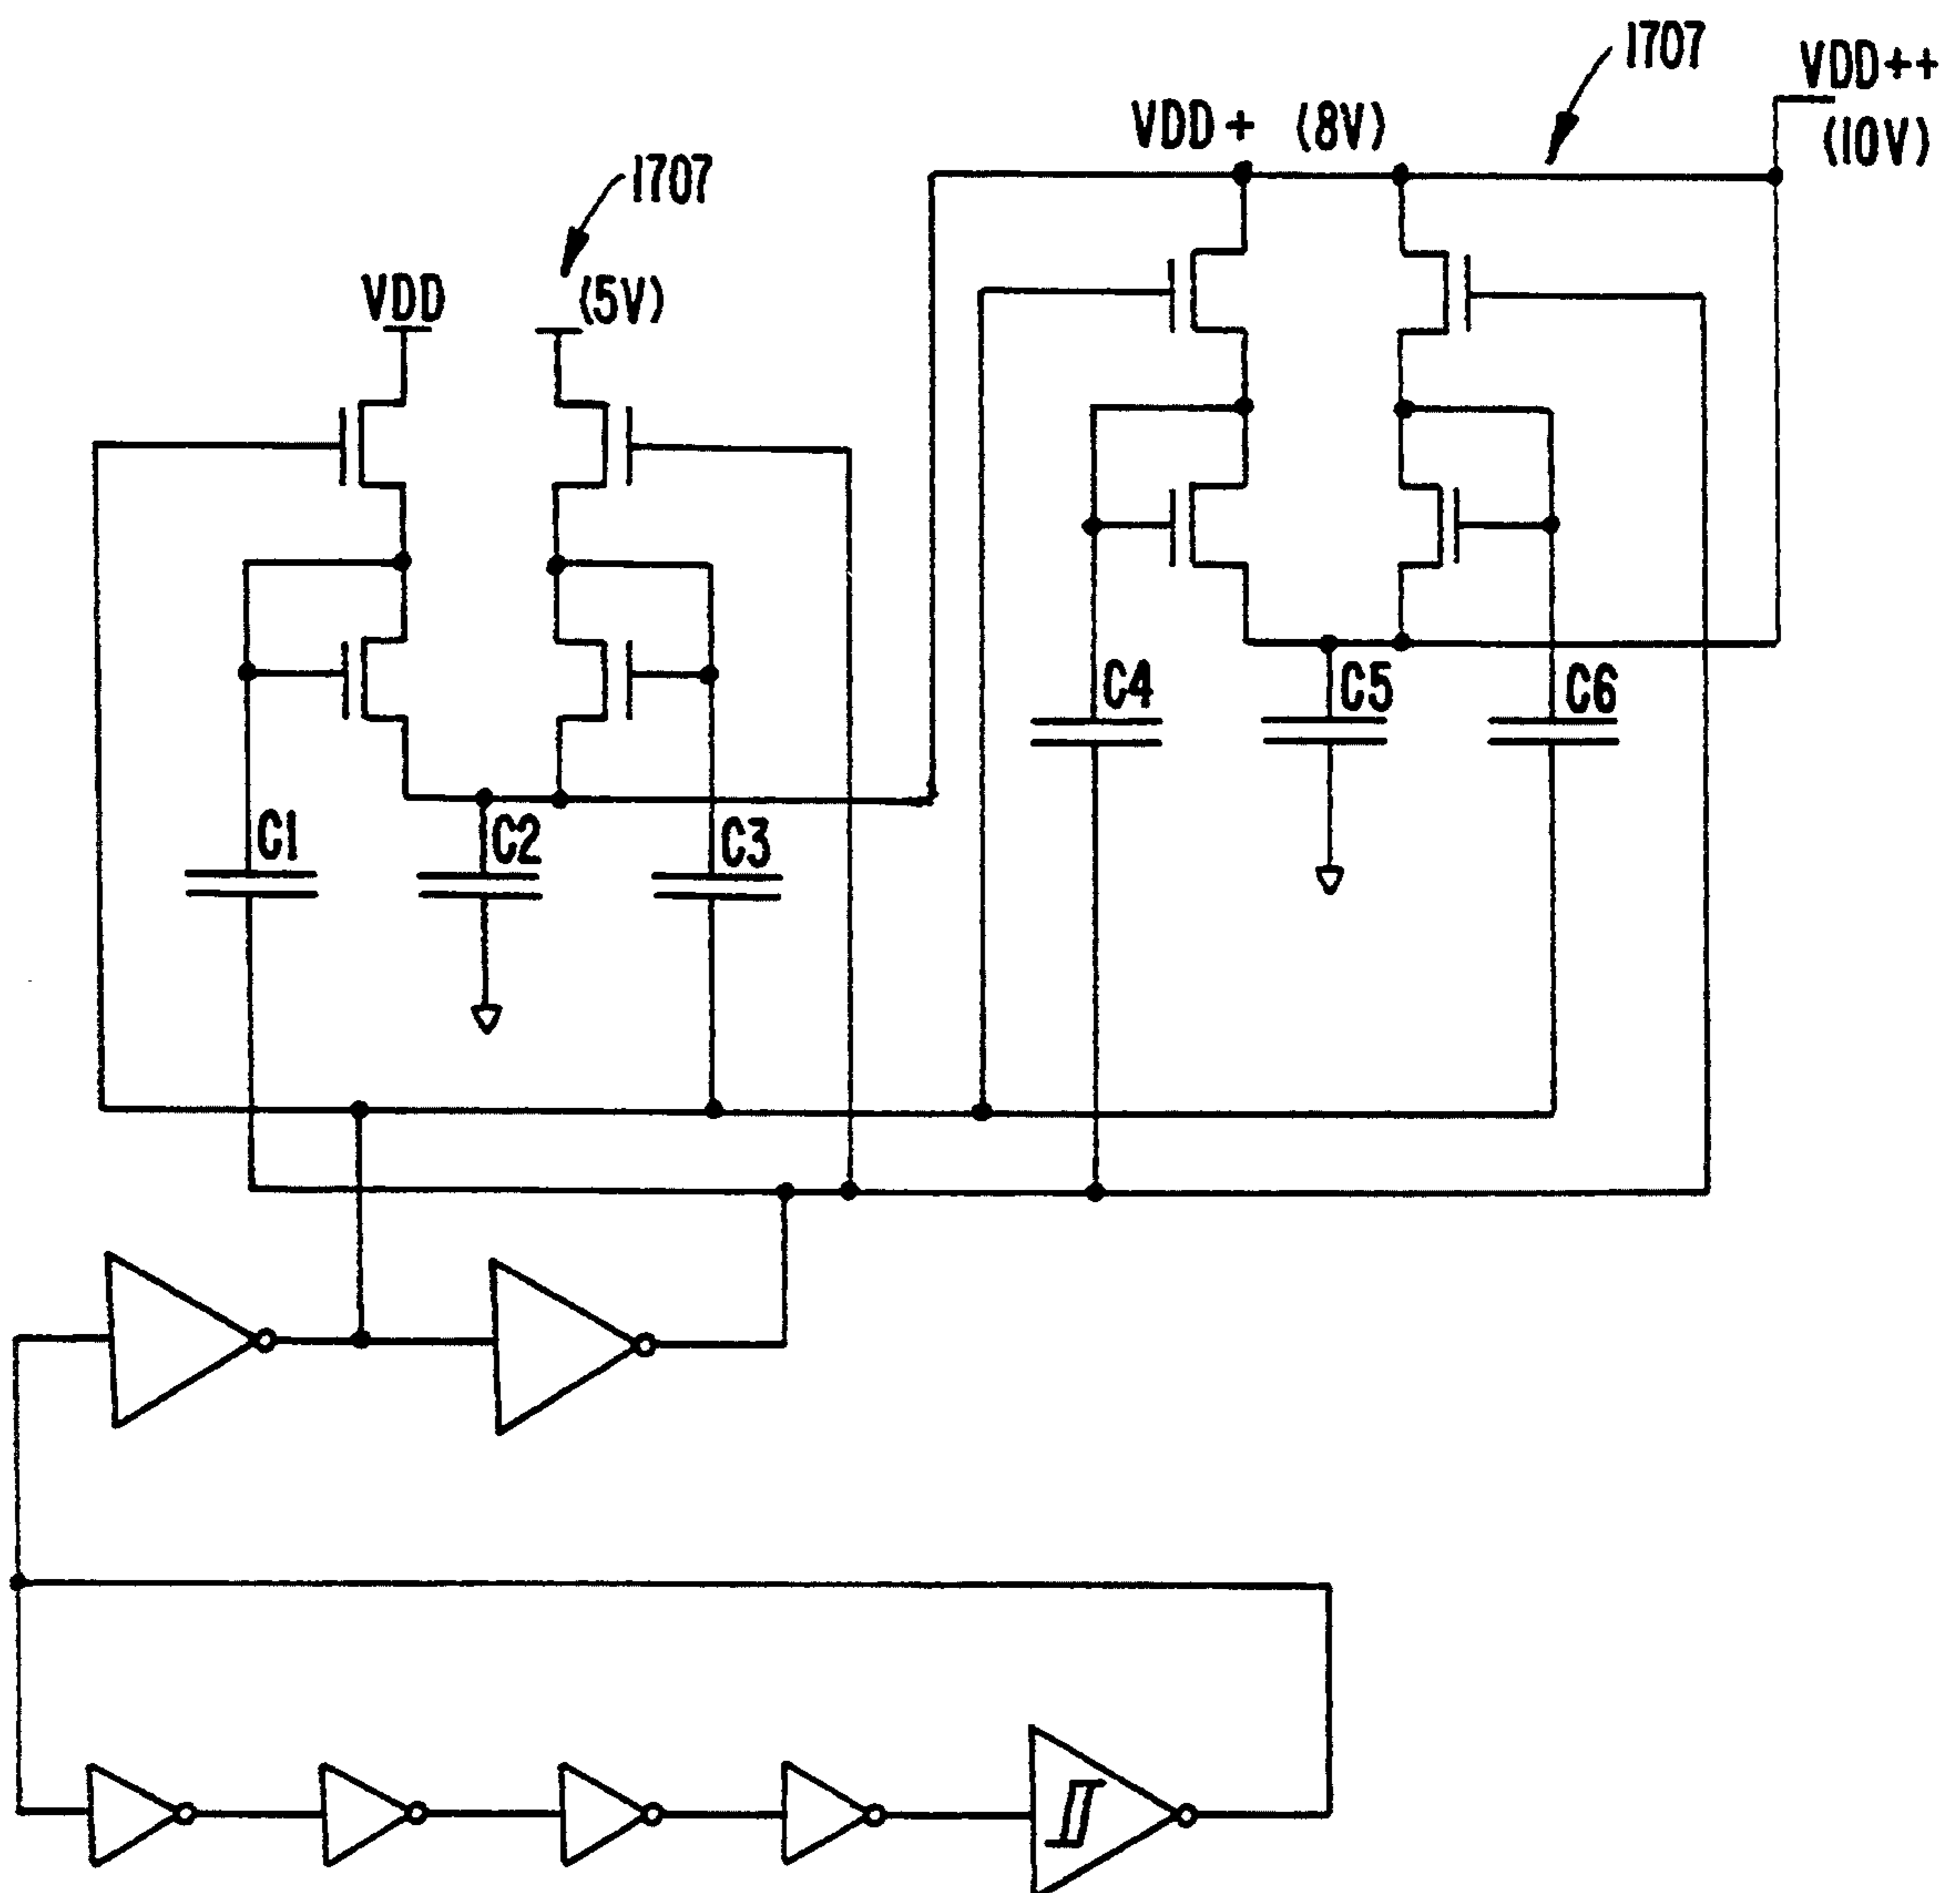 1707
VDD++
(10V)
VDD+ (8V)
1707
VDD
(5V)
C4
C5
C6
C1
C2
C3